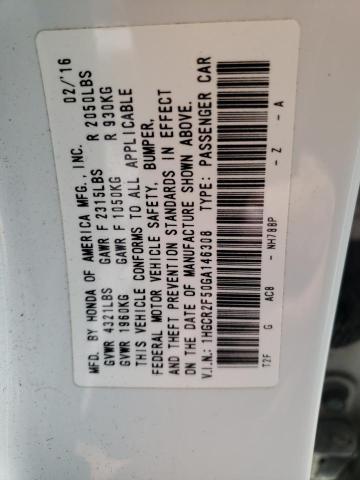 MFD. BY HONDA OF AMERICA MFG., INC. 02/'16
GVWR 4321LBS GAWR F 2315LBS R 2050LBS
GVWR 1960KG GAWR F 1050KG R 930KG
THIS VEHICLE CONFORMS TO ALL APPLICABLE
FEDERAL MOTOR VEHICLE SAFETY, BUMPER,
AND THEFT PREVENTION STANDARDS IN EFFECT
ON THE DATE OF MANUFACTURE SHOWN ABOVE.
V.I.N.: 1HGCR2F50GA146308 TYPE: PASSENGER CAR
T2F G AC8 - NH788P - Z - A